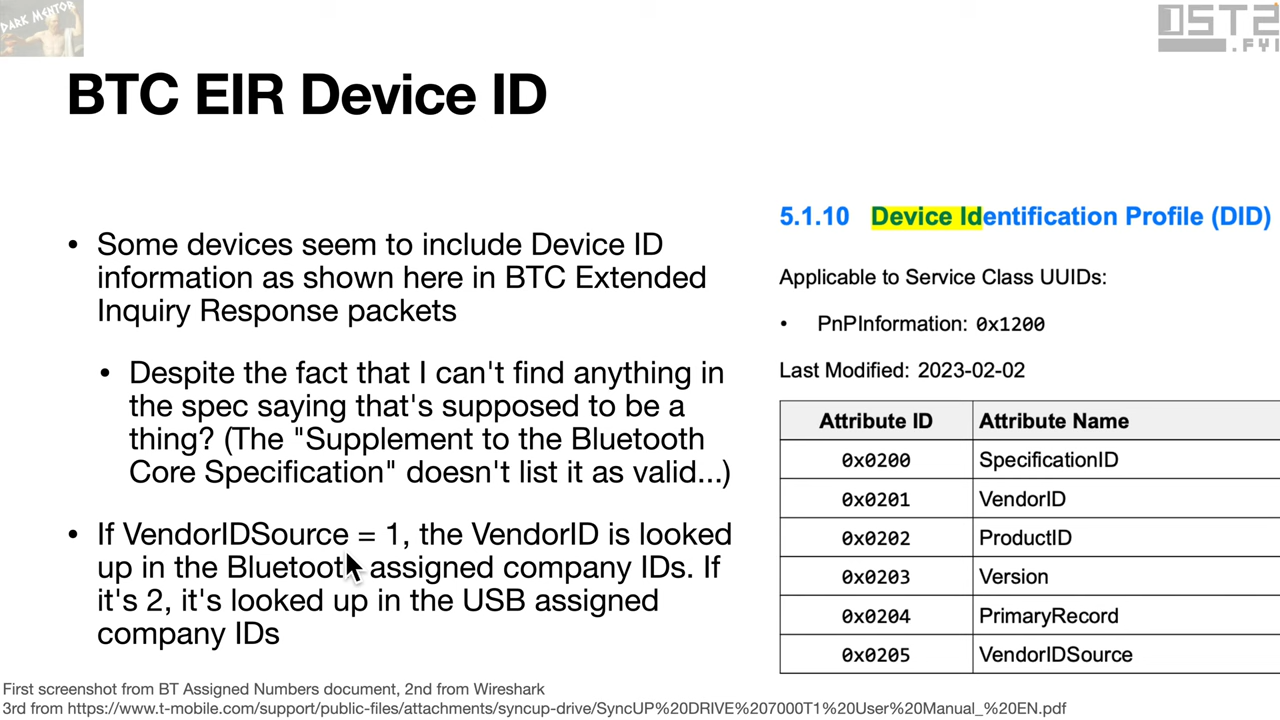 DARK MENTOR
OST2
.FYI
BTC EIR Device ID
• Some devices seem to include Device ID
information as shown here in BTC Extended
Inquiry Response packets
• Despite the fact that I can't find anything in
the spec saying that's supposed to be a
thing? (The "Supplement to the Bluetooth
Core Specification" doesn't list it as valid...)
• If VendorIDSource = 1, the VendorID is looked
up in the Bluetooth assigned company IDs. If
it's 2, it's looked up in the USB assigned
company IDs
5.1.10 Device Identification Profile (DID)
Applicable to Service Class UUIDs:
• PnPInformation: 0x1200
Last Modified: 2023-02-02
Attribute ID Attribute Name
0x0200 SpecificationID
0x0201 VendorID
0x0202 ProductID
0x0203 Version
0x0204 PrimaryRecord
0x0205 VendorIDSource
First screenshot from BT Assigned Numbers document, 2nd from Wireshark
3rd from https://www.t-mobile.com/support/public-files/attachments/syncup-drive/SyncUP%20DRIVE%207000T1%20User%20Manual_%20EN.pdf